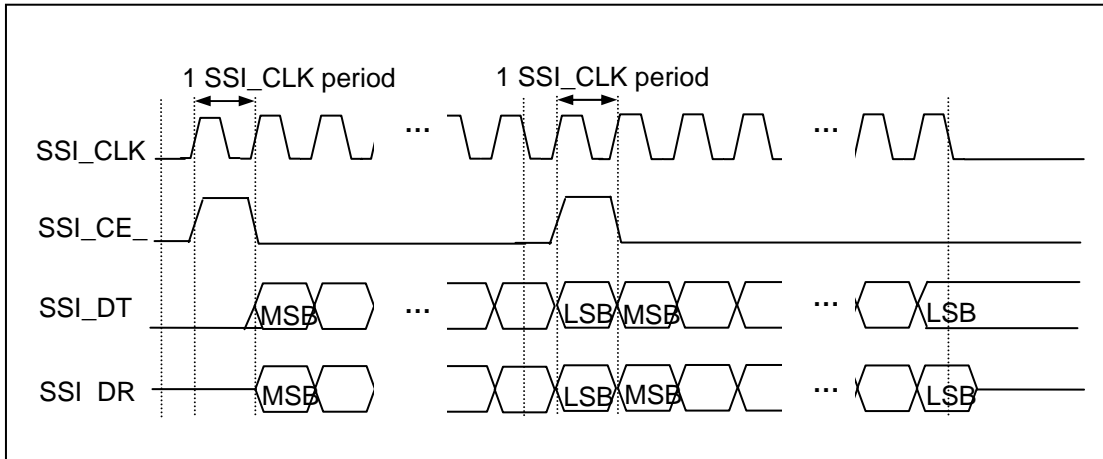 1 SSI_CLK period 1 SSI_CLK period
SSI_CLK ... ...
SSI_CE_
SSI_DT MSB ... LSB MSB ... LSB
SSI DR MSB ... LSB MSB ... LSB